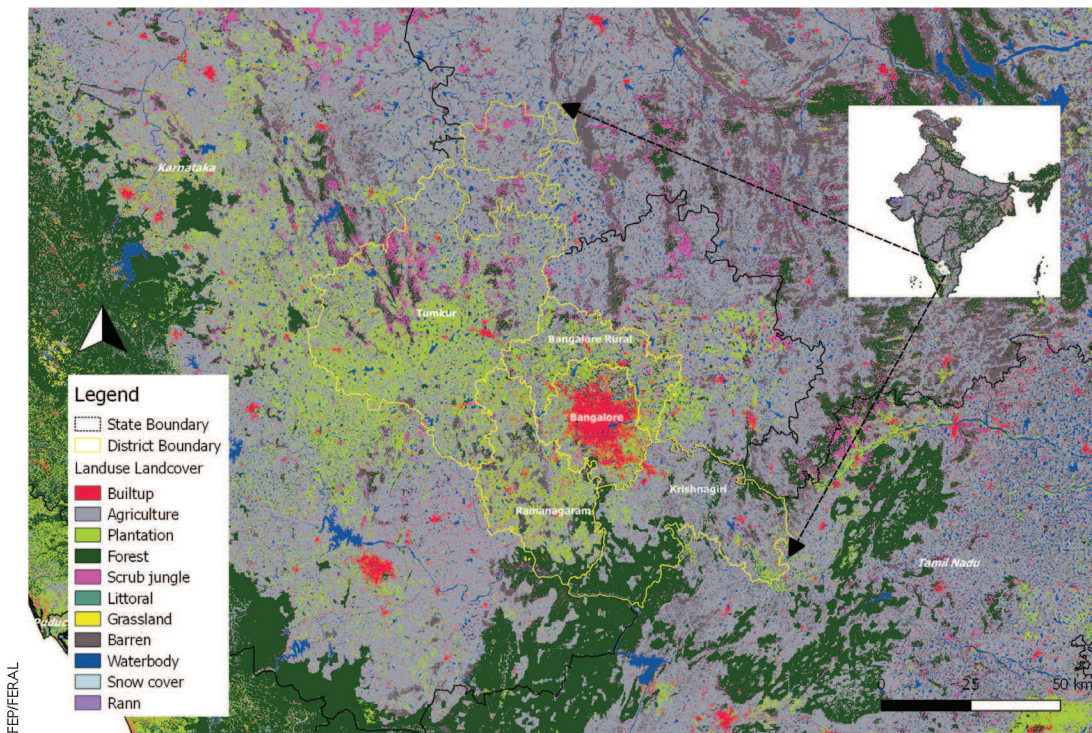 Karnataka
Tumkur
Bangalore Rural
Bangalore
Krishnagiri
Ramanagaram
Tamil Nadu
Puduc
Legend
State Boundary
District Boundary
Landuse Landcover
Builtup
Agriculture
Plantation
Forest
Scrub jungle
Littoral
Grassland
Barren
Waterbody
Snow cover
Rann
0 25 50 km
FEP/FERAL